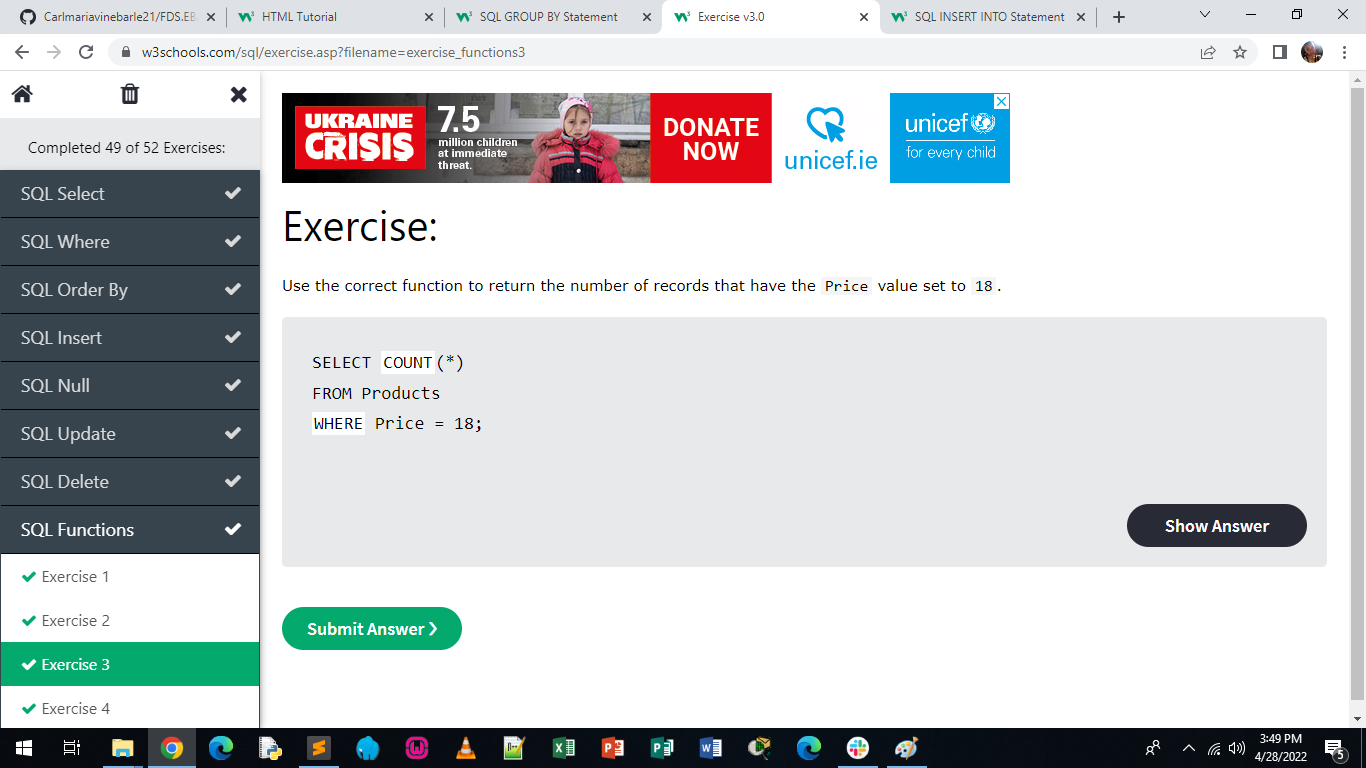 Carlmariavinebarle21/FDS.EB
HTML Tutorial
SQL GROUP BY Statement
Exercise v3.0
SQL INSERT INTO Statement
w3schools.com/sql/exercise.asp?filename=exercise_functions3
Completed 49 of 52 Exercises:
SQL Select
SQL Where
SQL Order By
SQL Insert
SQL Null
SQL Update
SQL Delete
SQL Functions
Exercise 1
Exercise 2
Exercise 3
Exercise 4
UKRAINE
CRISIS
7.5
million children
at immediate
threat.
DONATE
NOW
unicef.ie
unicef
for every child
Exercise:
Use the correct function to return the number of records that have the Price value set to 18.
SELECT COUNT(*)
FROM Products
WHERE Price = 18;
Show Answer
Submit Answer ❯
3:49 PM
4/28/2022
5